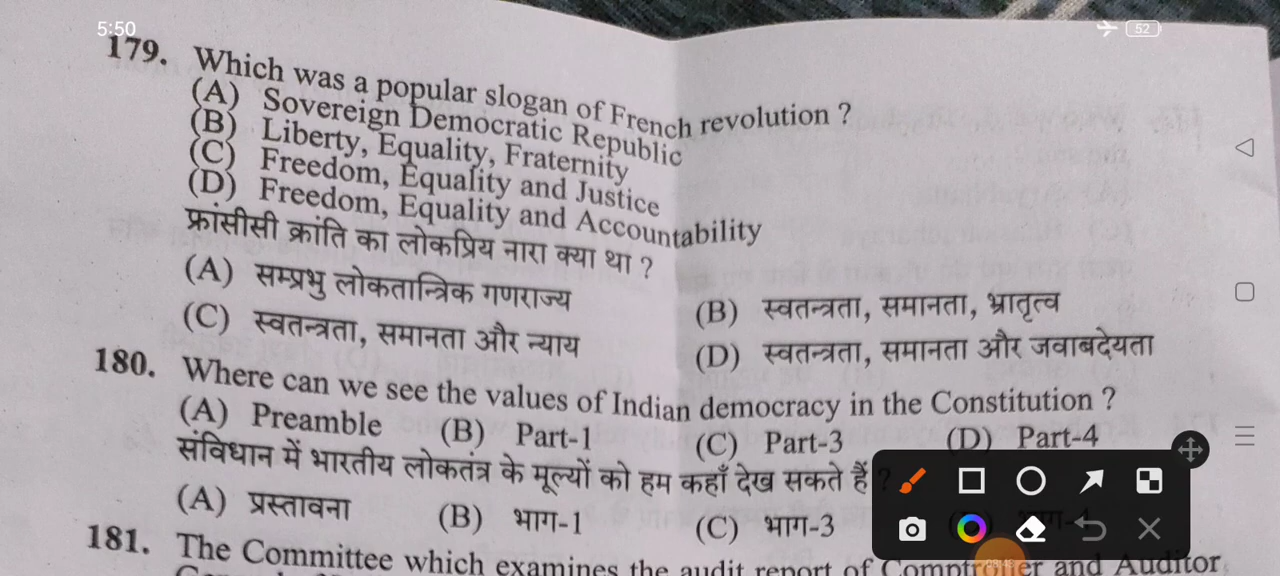 5:50
52
179. Which was a popular slogan of French revolution ?
(A) Sovereign Democratic Republic
(B) Liberty, Equality, Fraternity
(C) Freedom, Equality and Justice
(D) Freedom, Equality and Accountability
फ्रांसीसी क्रांति का लोकप्रिय नारा क्या था ?
(A) सम्प्रभु लोकतान्त्रिक गणराज्य (B) स्वतन्त्रता, समानता, भ्रातृत्व
(C) स्वतन्त्रता, समानता और न्याय (D) स्वतन्त्रता, समानता और जवाबदेयता
180. Where can we see the values of Indian democracy in the Constitution ?
(A) Preamble (B) Part-1 (C) Part-3 (D) Part-4
संविधान में भारतीय लोकतंत्र के मूल्यों को हम कहाँ देख सकते हैं ?
(A) प्रस्तावना (B) भाग-1 (C) भाग-3
181. The Committee which examines the audit report of Comptroller and Auditor